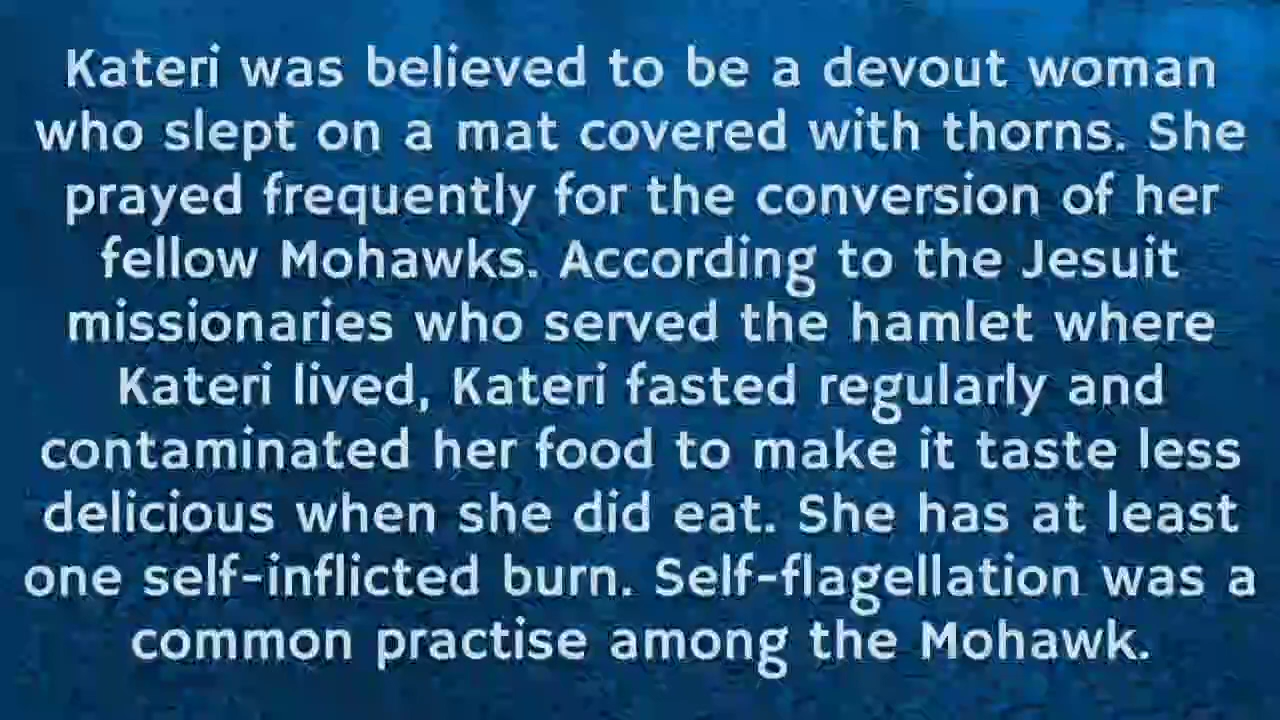 Kateri was believed to be a devout woman
who slept on a mat covered with thorns. She
prayed frequently for the conversion of her
fellow Mohawks. According to the Jesuit
missionaries who served the hamlet where
Kateri lived, Kateri fasted regularly and
contaminated her food to make it taste less
delicious when she did eat. She has at least
one self-inflicted burn. Self-flagellation was a
common practise among the Mohawk.